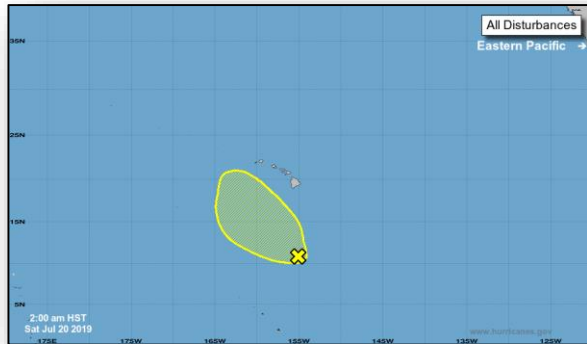 All Disturbances
Eastern Pacific →
35N
25N
15N
5N
2:00 am HST
Sat Jul 20 2019
www.hurricanes.gov
175E
175W
165W
155W
145W
135W
125W